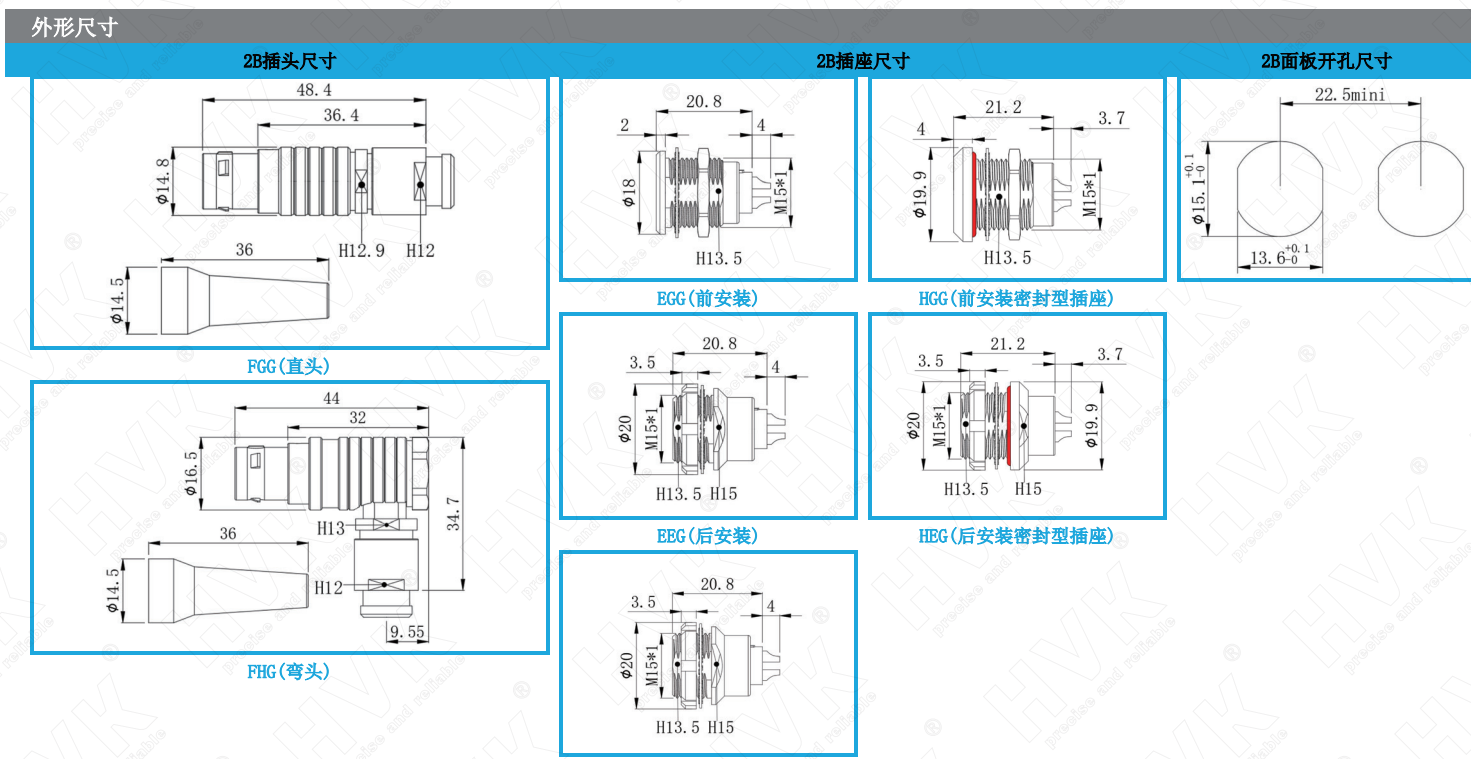 外形尺寸
2B插头尺寸
2B插座尺寸
2B面板开孔尺寸
48.4
36.4
Φ14.8
H12.9
H12
36
Φ14.5
FGG(直头)
44
32
Φ16.5
34.7
H13
H12
9.55
36
Φ14.5
FHG(弯头)
20.8
2
4
Φ18
M15*1
H13.5
EGG(前安装)
21.2
4
3.7
Φ19.9
M15*1
H13.5
HGG(前安装密封型插座)
20.8
3.5
4
Φ20
M15*1
H13.5 H15
EEG(后安装)
21.2
3.5
3.7
Φ20
M15*1
Φ19.9
H13.5 H15
HEG(后安装密封型插座)
20.8
3.5
4
Φ20
M15*1
H13.5 H15
22.5mini
Φ15.1+0.1-0
13.6+0.1-0
HVK
precise and reliable
®